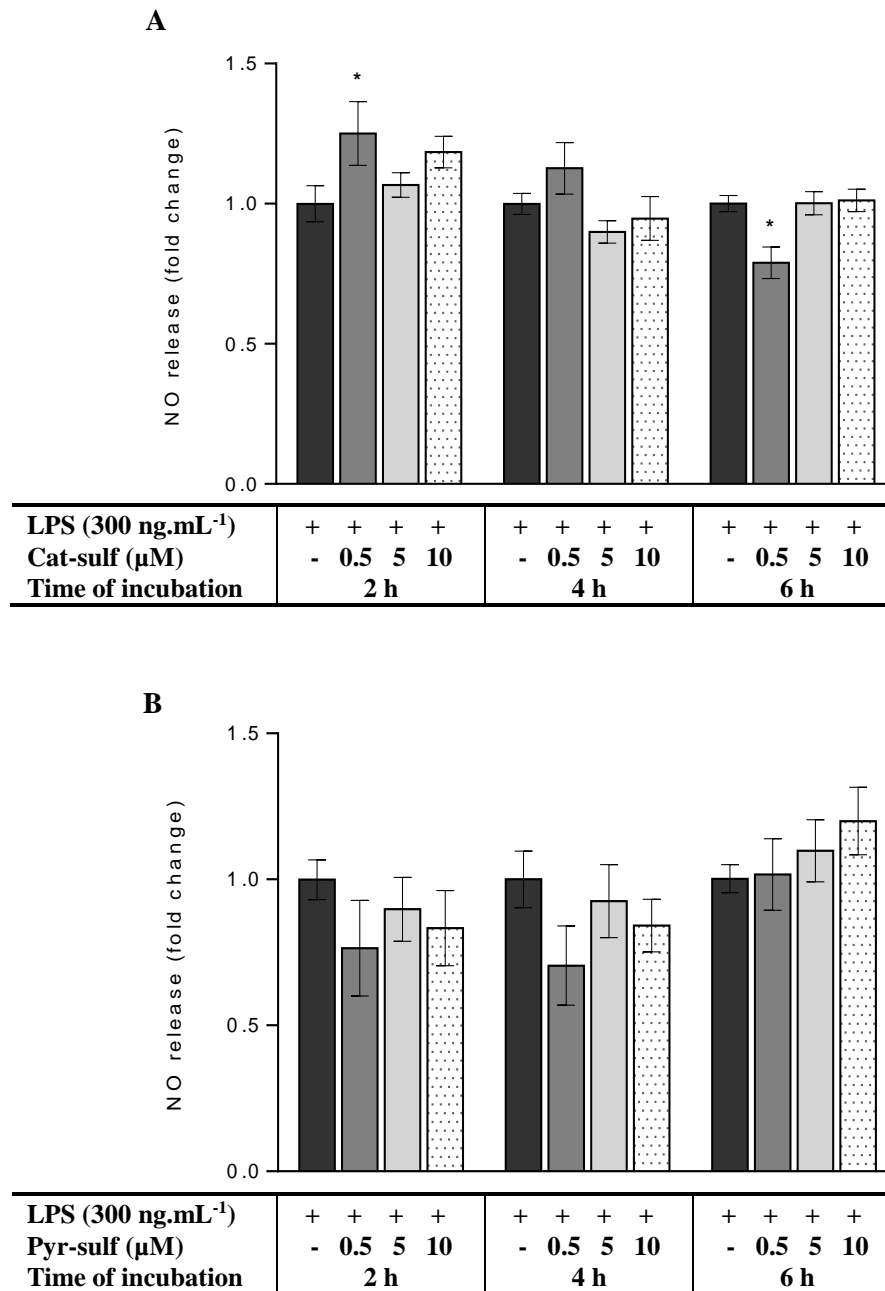 A
NO release (fold change)
1.5
*
1.0
*
0.5
0.0
LPS (300 ng.mL-1) + + + + + + + + + + + +
Cat-sulf (µM) - 0.5 5 10 - 0.5 5 10 - 0.5 5 10
Time of incubation 2 h 4 h 6 h
B
NO release (fold change)
1.5
1.0
0.5
0.0
LPS (300 ng.mL-1) + + + + + + + + + + + +
Pyr-sulf (µM) - 0.5 5 10 - 0.5 5 10 - 0.5 5 10
Time of incubation 2 h 4 h 6 h